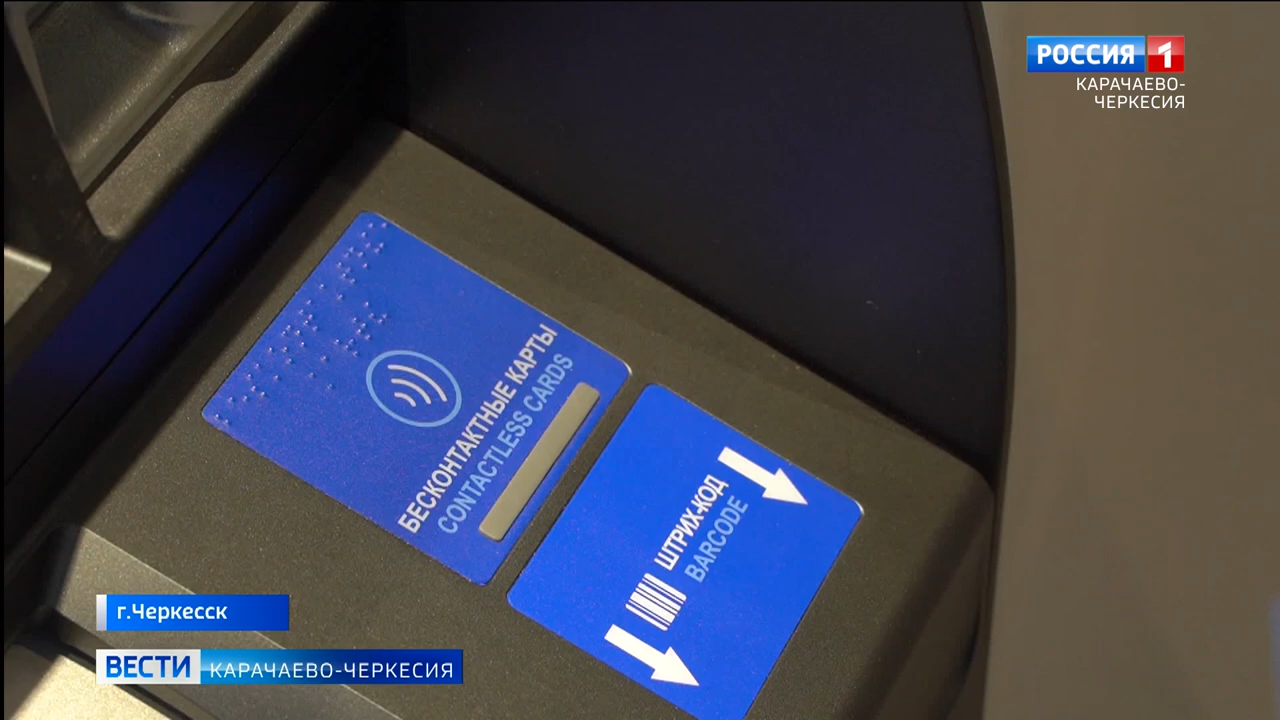 РОССИЯ 1
КАРАЧАЕВО-
ЧЕРКЕСИЯ
БЕСКОНТАКТНЫЕ КАРТЫ
CONTACTLESS CARDS
ШТРИХ-КОД
BARCODE
г.Черкесск
ВЕСТИ КАРАЧАЕВО-ЧЕРКЕСИЯ